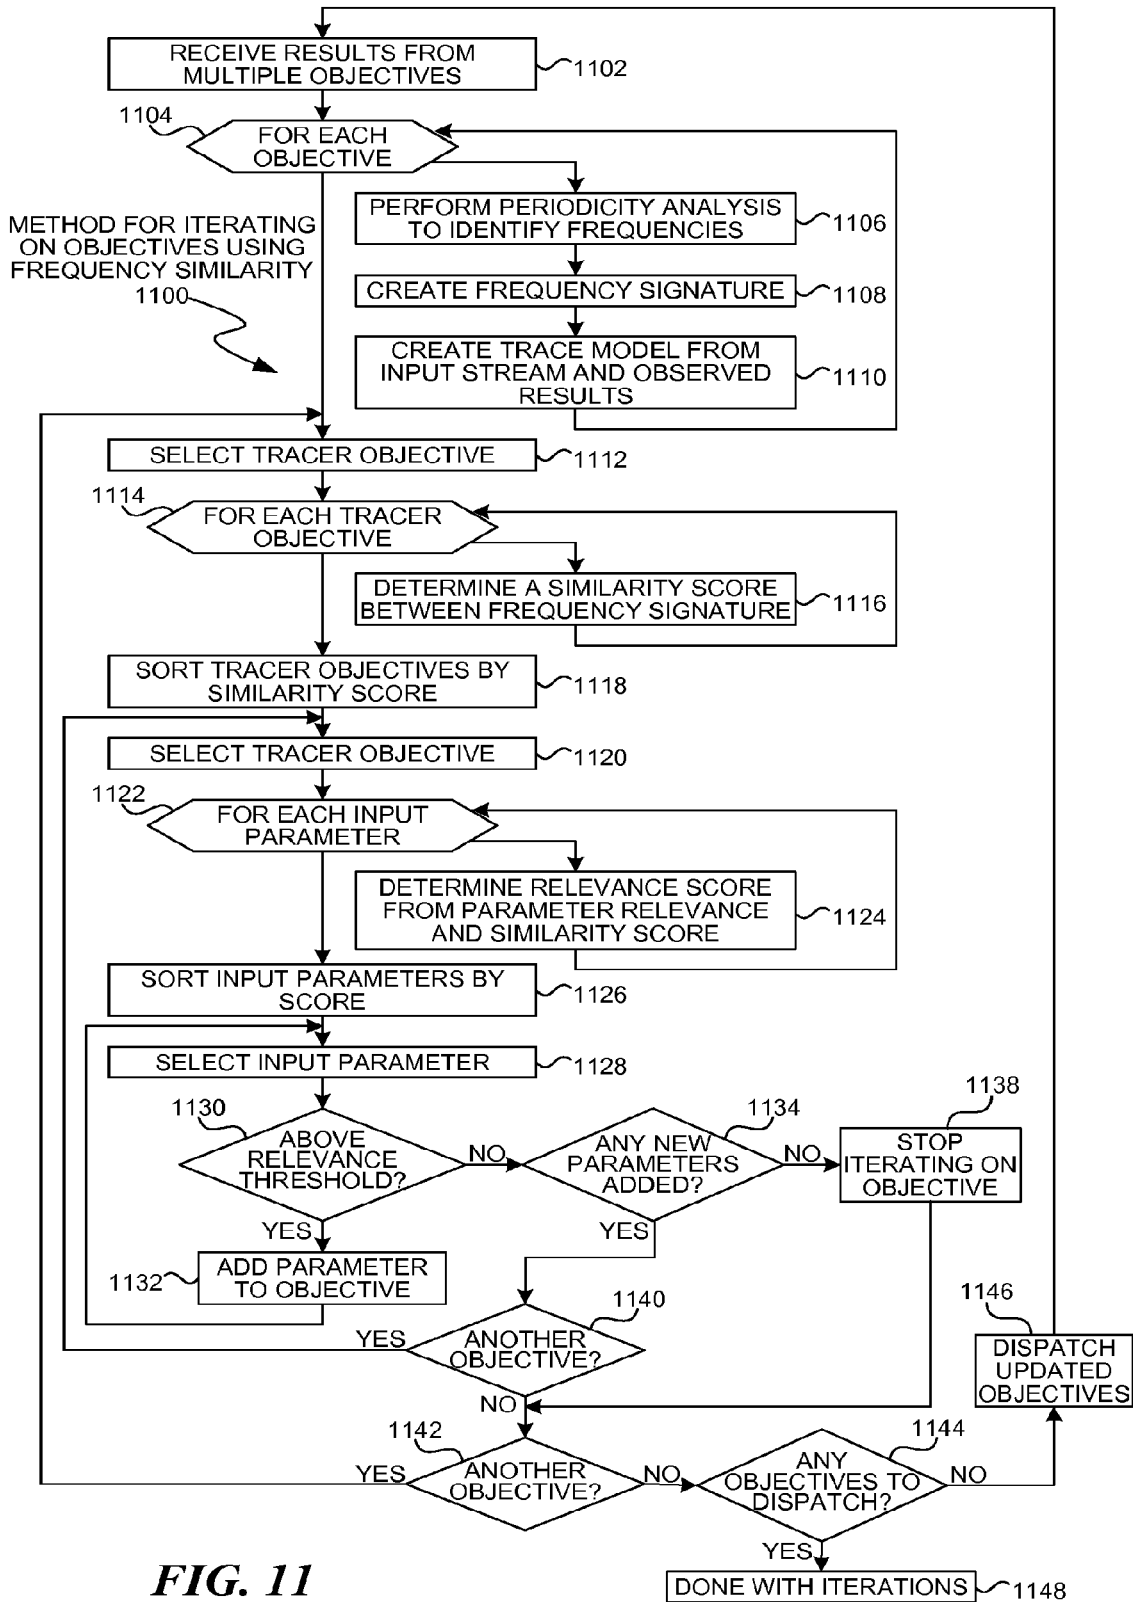 RECEIVE RESULTS FROM
MULTIPLE OBJECTIVES
1102
1104
FOR EACH
OBJECTIVE
PERFORM PERIODICITY ANALYSIS
TO IDENTIFY FREQUENCIES
1106
METHOD FOR ITERATING
ON OBJECTIVES USING
FREQUENCY SIMILARITY
1100
CREATE FREQUENCY SIGNATURE
1108
CREATE TRACE MODEL FROM
INPUT STREAM AND OBSERVED
RESULTS
1110
SELECT TRACER OBJECTIVE
1112
1114
FOR EACH TRACER
OBJECTIVE
DETERMINE A SIMILARITY SCORE
BETWEEN FREQUENCY SIGNATURE
1116
SORT TRACER OBJECTIVES BY
SIMILARITY SCORE
1118
SELECT TRACER OBJECTIVE
1120
1122
FOR EACH INPUT
PARAMETER
DETERMINE RELEVANCE SCORE
FROM PARAMETER RELEVANCE
AND SIMILARITY SCORE
1124
SORT INPUT PARAMETERS BY
SCORE
1126
SELECT INPUT PARAMETER
1128
1130
ABOVE
RELEVANCE
THRESHOLD?
NO
YES
1134
ANY NEW
PARAMETERS
ADDED?
NO
YES
1138
STOP
ITERATING ON
OBJECTIVE
1132
ADD PARAMETER
TO OBJECTIVE
1140
YES
ANOTHER
OBJECTIVE?
NO
1146
DISPATCH
UPDATED
OBJECTIVES
1142
YES
ANOTHER
OBJECTIVE?
NO
1144
ANY
OBJECTIVES TO
DISPATCH?
NO
YES
DONE WITH ITERATIONS
1148
FIG. 11